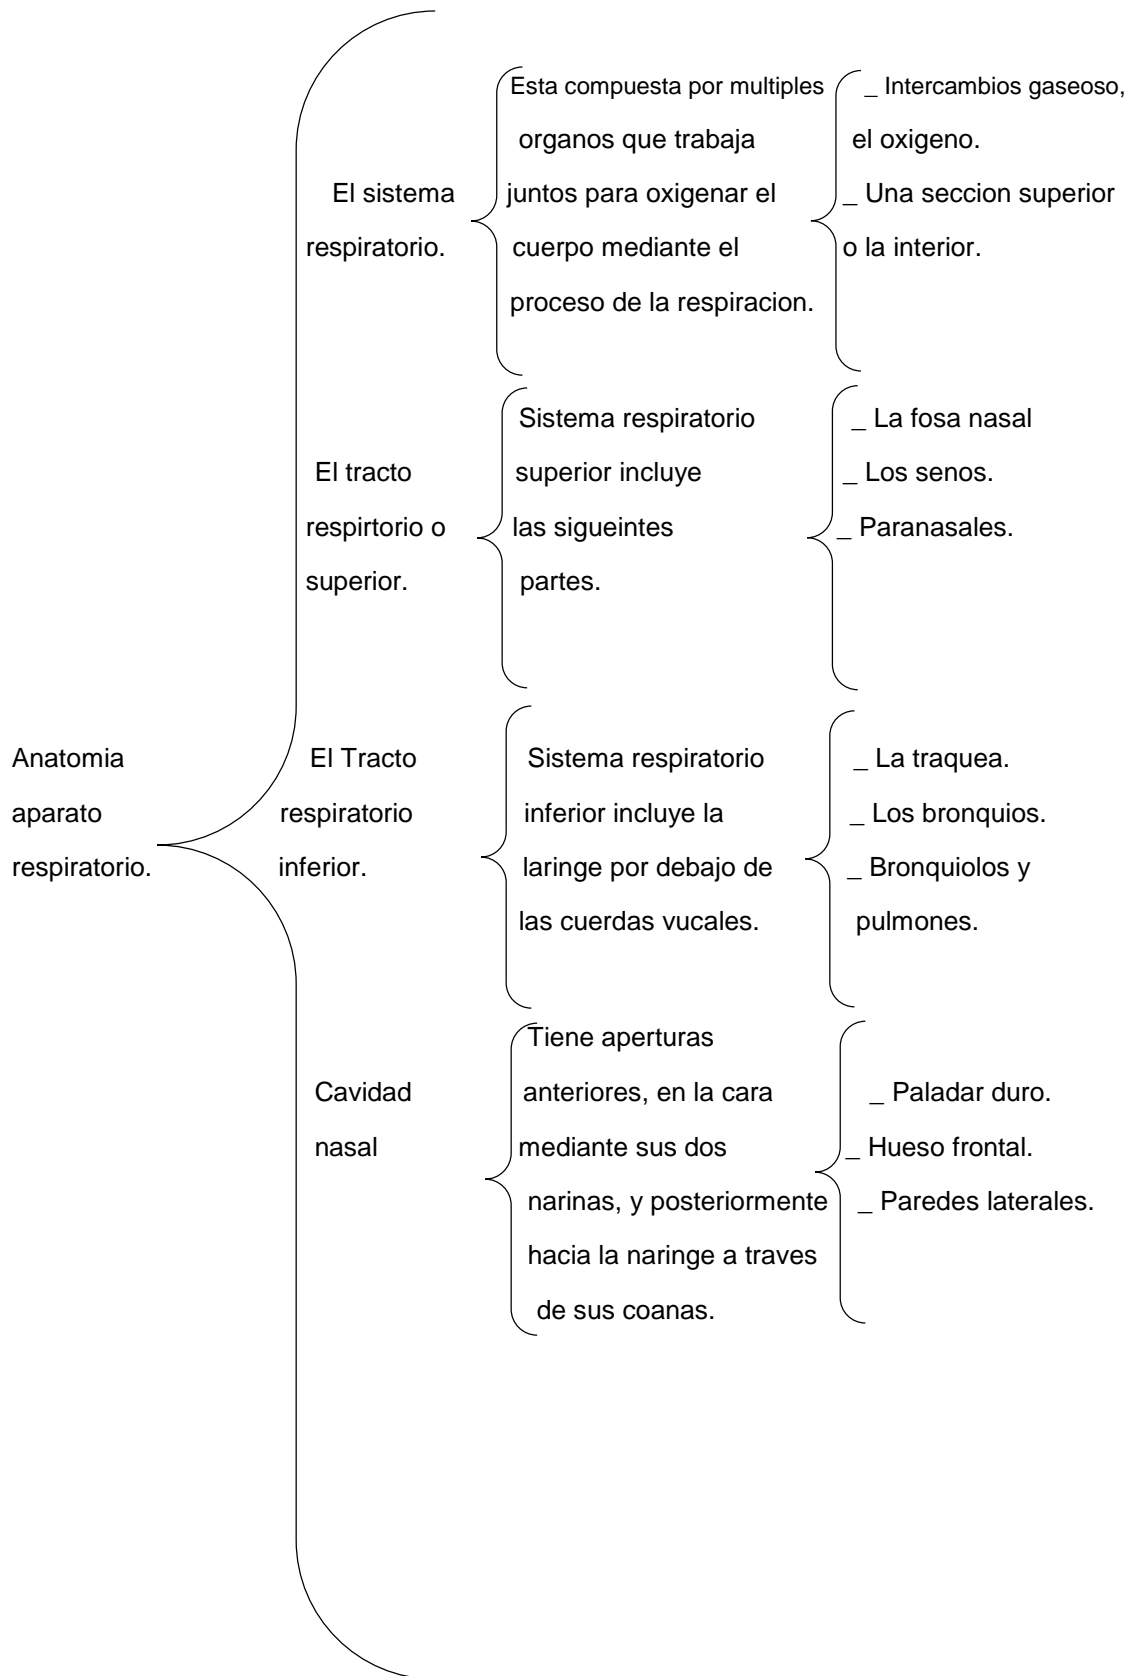 Anatomia
aparato
respiratorio.
El sistema
respiratorio.
Esta compuesta por multiples
organos que trabaja
juntos para oxigenar el
cuerpo mediante el
proceso de la respiracion.
_ Intercambios gaseoso,
el oxigeno.
_ Una seccion superior
o la interior.
El tracto
respirtorio o
superior.
Sistema respiratorio
superior incluye
las sigueintes
partes.
_ La fosa nasal
_ Los senos.
_ Paranasales.
El Tracto
respiratorio
inferior.
Sistema respiratorio
inferior incluye la
laringe por debajo de
las cuerdas vucales.
_ La traquea.
_ Los bronquios.
_ Bronquiolos y
pulmones.
Cavidad
nasal
Tiene aperturas
anteriores, en la cara
mediante sus dos
narinas, y posteriormente
hacia la naringe a traves
de sus coanas.
_ Paladar duro.
_ Hueso frontal.
_ Paredes laterales.